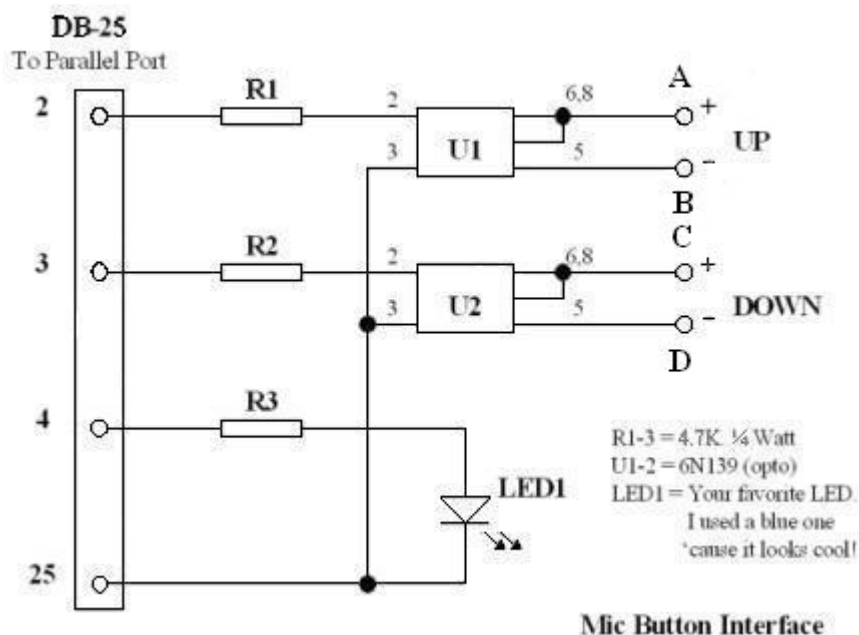 DB-25
To Parallel Port
2
R1
2
6,8
A
+
3
U1
5
−
UP
B
C
3
R2
2
6,8
+
3
U2
5
−
DOWN
D
4
R3
LED1
25
R1-3 = 4.7K ¼ Watt
U1-2 = 6N139 (opto)
LED1 = Your favorite LED.
I used a blue one
‘cause it looks cool!
Mic Button Interface